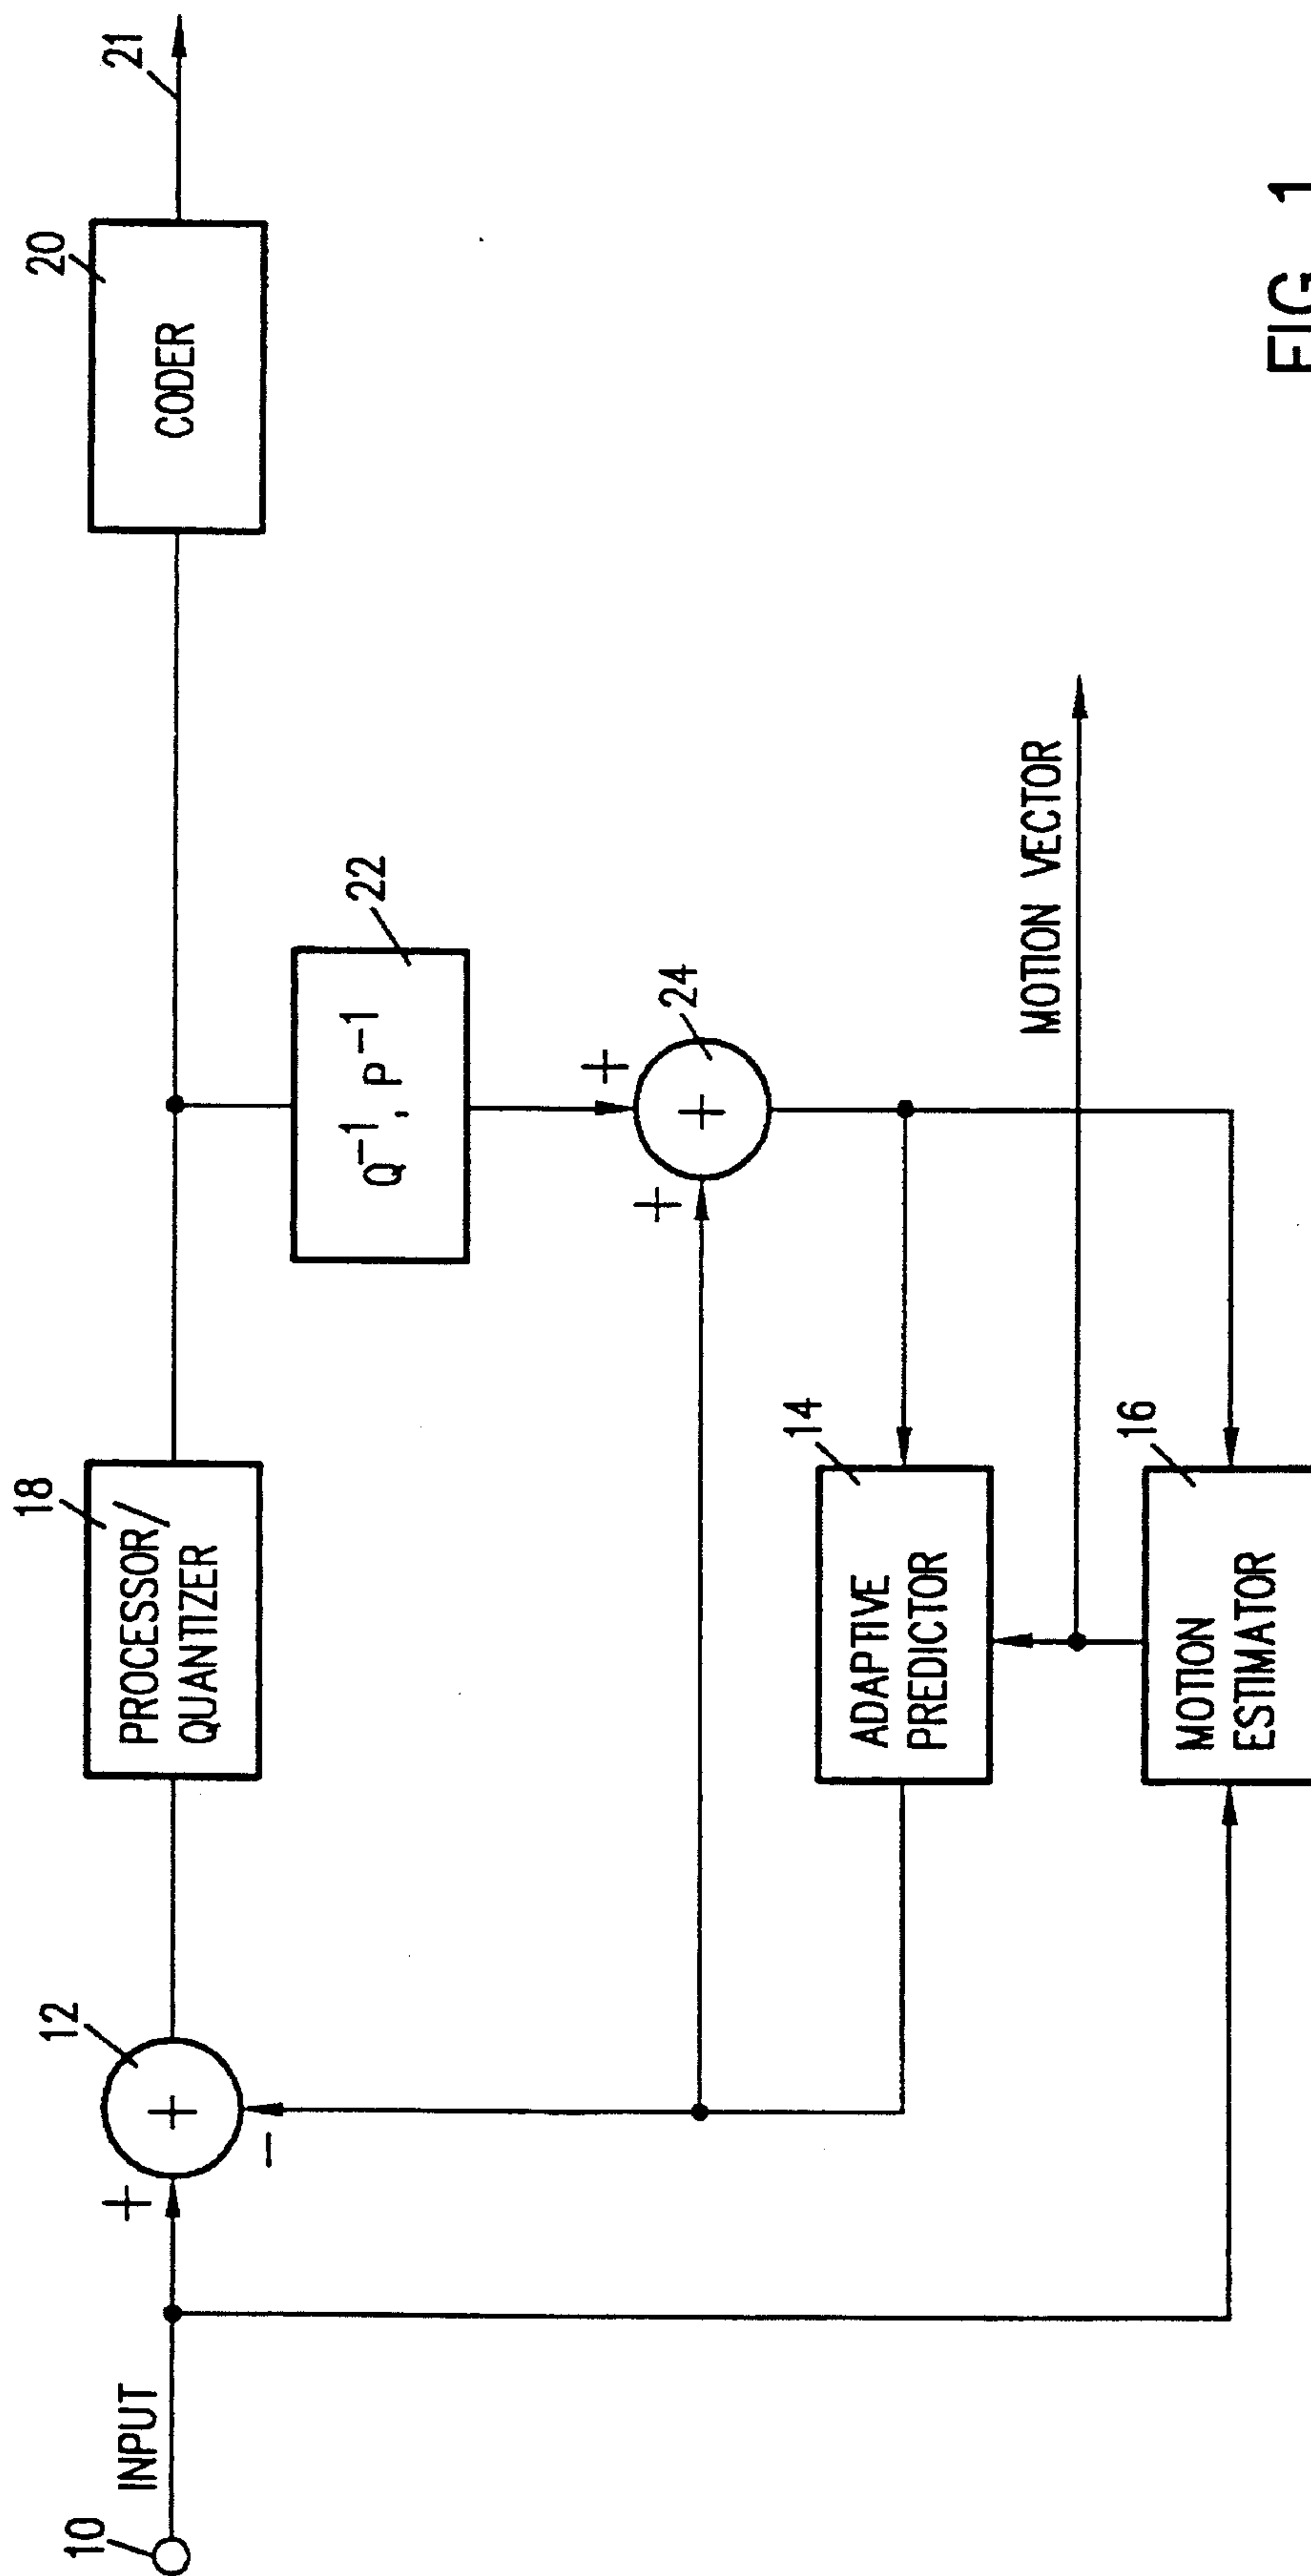 10
INPUT
+
12
+
-
18
PROCESSOR/
QUANTIZER
20
CODER
21
22
Q⁻¹, P⁻¹
+
24
+
+
14
ADAPTIVE
PREDICTOR
MOTION VECTOR
16
MOTION
ESTIMATOR
FIG. 1